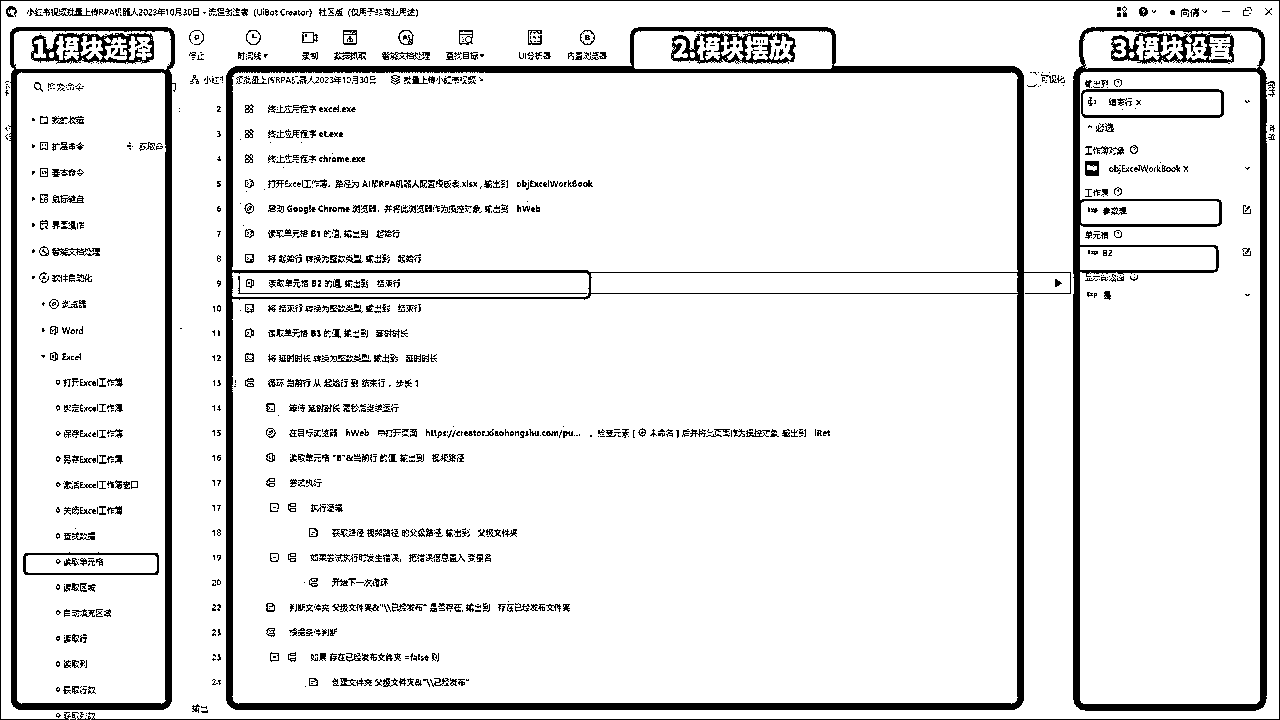 小红书视频批量上传RPA机器人2023年10月30日 - 流程创造者（UiBot Creator） 社区版（仅用于非商业用途）
1.模块选择
2.模块摆放
3.模块设置
停止
时间线
录制
数据抓取
智能文档处理
查找目标
UI分析器
内置浏览器
小红书视频批量上传RPA机器人2023年10月30日
批量上传小红书视频
可视化
搜索命令
我的收藏
扩展命令
基本命令
鼠标键盘
界面操作
智能文档处理
软件自动化
浏览器
Word
Excel
打开Excel工作簿
绑定Excel工作簿
保存Excel工作簿
另存Excel工作簿
激活Excel工作簿窗口
关闭Excel工作簿
查找数据
读取单元格
读取区域
自动填充区域
读取行
读取列
获取行数
获取列数
2 终止应用程序 excel.exe
3 终止应用程序 et.exe
4 终止应用程序 chrome.exe
5 打开Excel工作簿，路径为 AI帮RPA机器人配置模板表.xlsx , 输出到 objExcelWorkBook
6 启动 Google Chrome 浏览器，并将此浏览器作为操控对象, 输出到 hWeb
7 读取单元格 B1 的值, 输出到 起始行
8 将 起始行 转换为整数类型, 输出到 起始行
9 读取单元格 B2 的值, 输出到 结束行
10 将 结束行 转换为整数类型, 输出到 结束行
11 读取单元格 B3 的值, 输出到 延时时长
12 将 延时时长 转换为整数类型, 输出到 延时时长
13 循环 当前行 从 起始行 到 结束行 ，步长 1
14 等待 延时时长 毫秒后继续运行
15 在目标浏览器 hWeb 中打开页面 https://creator.xiaohongshu.com/pu... ，检查元素 [ 未命名 ] 后并将此页面作为操控对象, 输出到 iRet
16 读取单元格 "B"&当前行 的值, 输出到 视频路径
17 尝试执行
17 执行逻辑
18 获取路径 视频路径 的父级路径, 输出到 父级文件夹
19 如果尝试执行时发生错误，把错误信息置入 变量名
20 开始下一次循环
22 判断文件夹 父级文件夹&"\\已经发布" 是否存在, 输出到 存在已经发布文件夹
23 根据条件判断
23 如果 存在已经发布文件夹 =false 则
24 创建文件夹 父级文件夹&"\\已经发布"
输出
输出到
结束行 X
必选
工作簿对象
objExcelWorkBook X
工作表
Exp 参数表
单元格
Exp B2
Exp 是